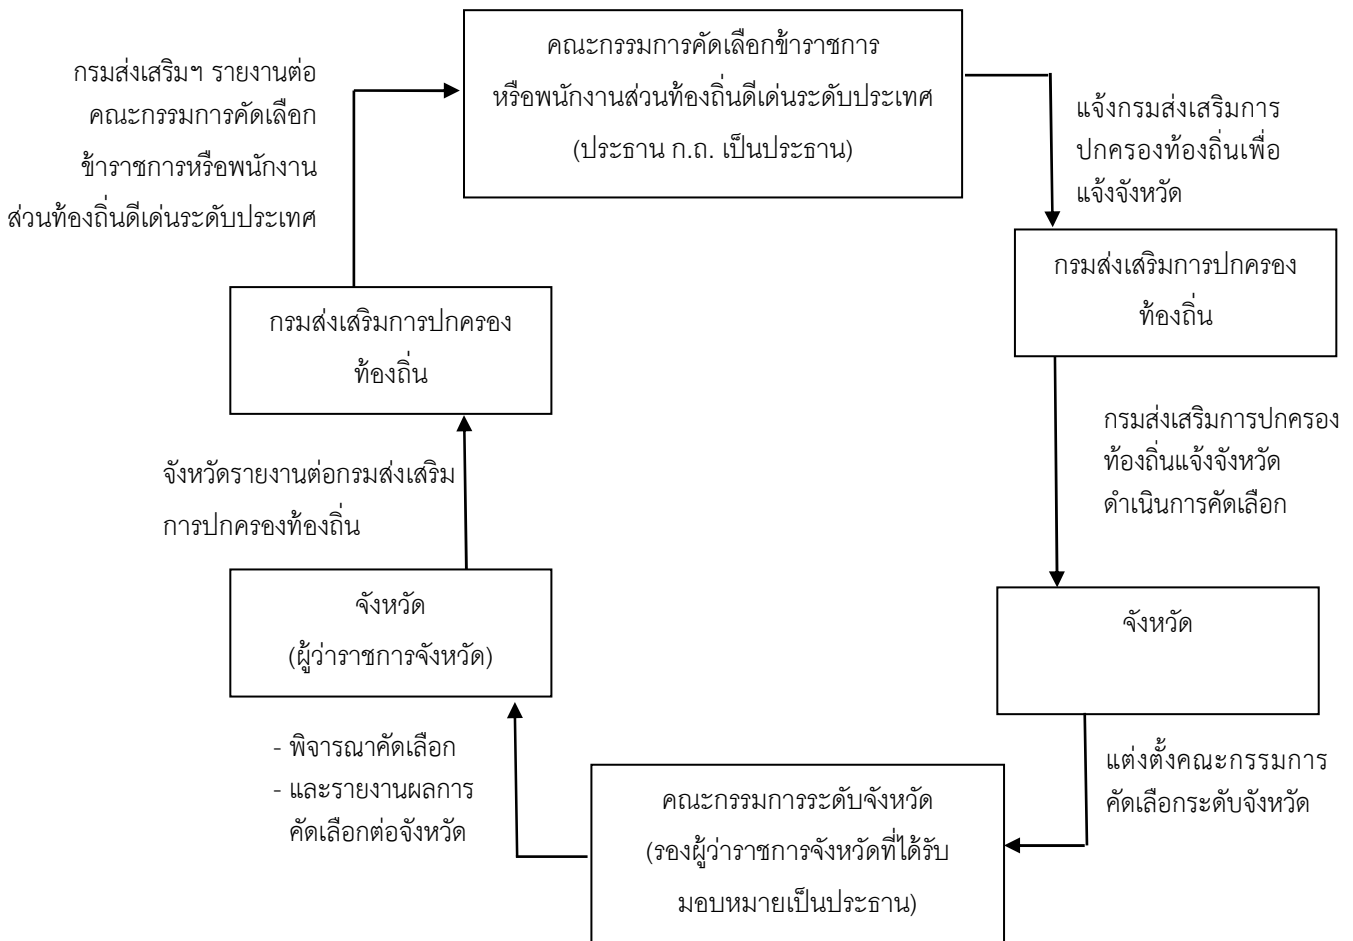 คณะกรรมการคัดเลือกข้าราชการ
หรือพนักงานส่วนท้องถิ่นดีเด่นระดับประเทศ
(ประธาน ก.ถ. เป็นประธาน)
แจ้งกรมส่งเสริมการ
ปกครองท้องถิ่นเพื่อ
แจ้งจังหวัด
กรมส่งเสริมการปกครอง
ท้องถิ่น
กรมส่งเสริมการปกครอง
ท้องถิ่นแจ้งจังหวัด
ดำเนินการคัดเลือก
จังหวัด
แต่งตั้งคณะกรรมการ
คัดเลือกระดับจังหวัด
คณะกรรมการระดับจังหวัด
(รองผู้ว่าราชการจังหวัดที่ได้รับ
มอบหมายเป็นประธาน)
- พิจารณาคัดเลือก
- และรายงานผลการ
คัดเลือกต่อจังหวัด
จังหวัด
(ผู้ว่าราชการจังหวัด)
จังหวัดรายงานต่อกรมส่งเสริม
การปกครองท้องถิ่น
กรมส่งเสริมการปกครอง
ท้องถิ่น
กรมส่งเสริมฯ รายงานต่อ
คณะกรรมการคัดเลือก
ข้าราชการหรือพนักงาน
ส่วนท้องถิ่นดีเด่นระดับประเทศ